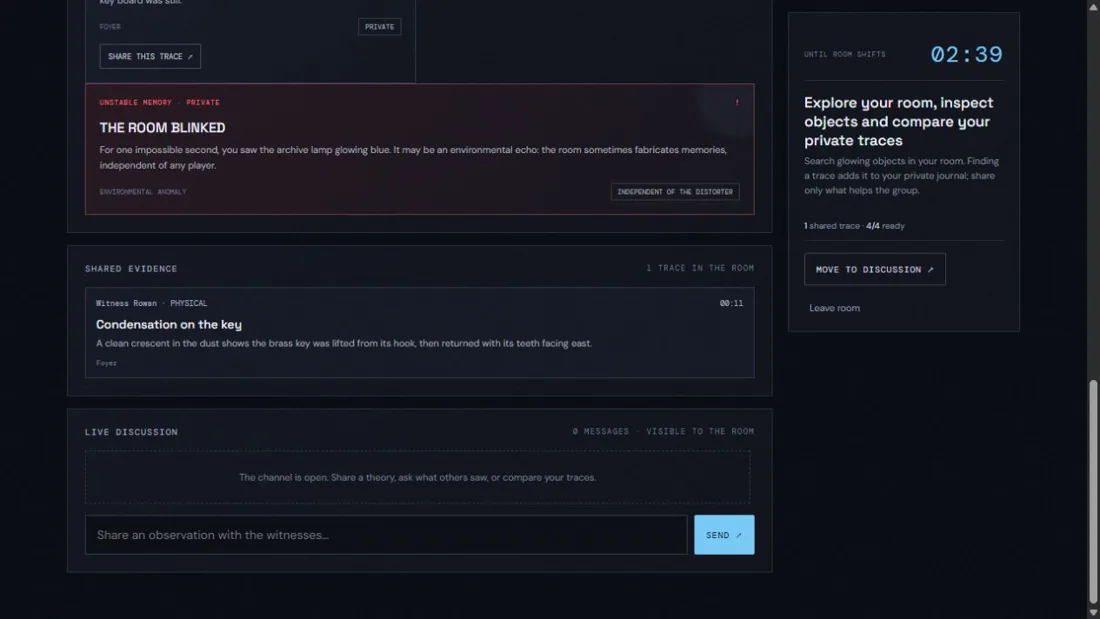 key board was still.
FOYER
PRIVATE
SHARE THIS TRACE ↗
UNSTABLE MEMORY · PRIVATE
!
THE ROOM BLINKED
For one impossible second, you saw the archive lamp glowing blue. It may be an environmental echo: the room sometimes fabricates memories,
independent of any player.
ENVIRONMENTAL ANOMALY
INDEPENDENT OF THE DISTORTER
SHARED EVIDENCE
1 TRACE IN THE ROOM
Witness Rowan · PHYSICAL
00:11
Condensation on the key
A clean crescent in the dust shows the brass key was lifted from its hook, then returned with its teeth facing east.
Foyer
LIVE DISCUSSION
0 MESSAGES · VISIBLE TO THE ROOM
The channel is open. Share a theory, ask what others saw, or compare your traces.
Share an observation with the witnesses…
SEND ↗
UNTIL ROOM SHIFTS
02:39
Explore your room, inspect
objects and compare your
private traces
Search glowing objects in your room. Finding
a trace adds it to your private journal; share
only what helps the group.
1 shared trace · 4/4 ready
MOVE TO DISCUSSION ↗
Leave room